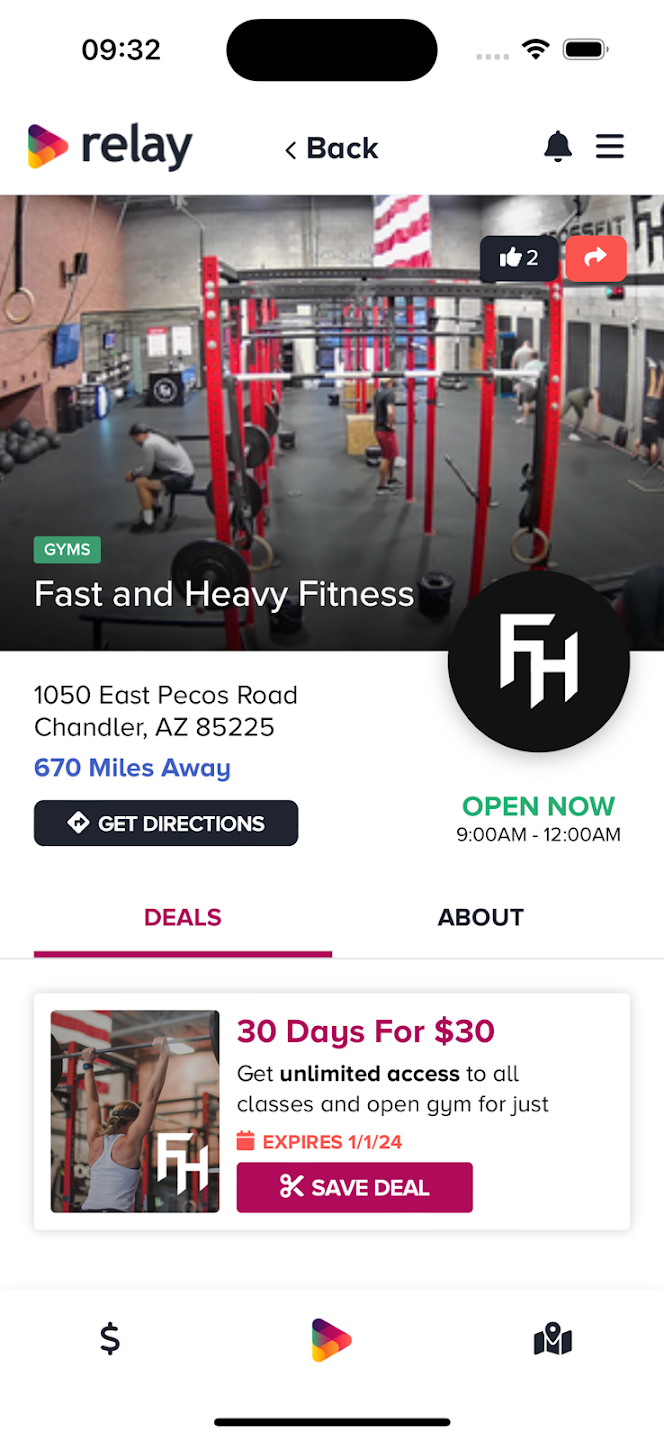 09:32
relay
Back
CROSSFIT
2
GYMS
Fast and Heavy Fitness
FH
1050 East Pecos Road
Chandler, AZ 85225
670 Miles Away
GET DIRECTIONS
OPEN NOW
9:00AM - 12:00AM
DEALS
ABOUT
30 Days For $30
Get unlimited access to all
classes and open gym for just
EXPIRES 1/1/24
SAVE DEAL
FH
$